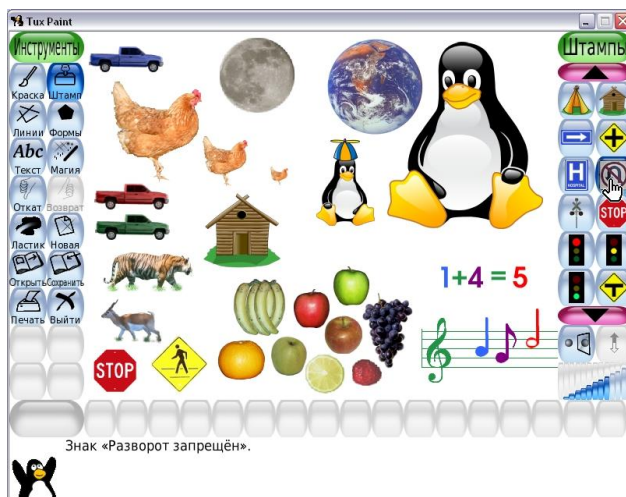 Tux Paint
Инструменты
Штампы
Краска Штамп
Линии Формы
Abc
Текст Магия
Откат Возврат
Ластик Новая
Открыть Сохранить
Печать Выйти
H
HOSPITAL
STOP
1+4=5
STOP
Знак «Разворот запрещён».